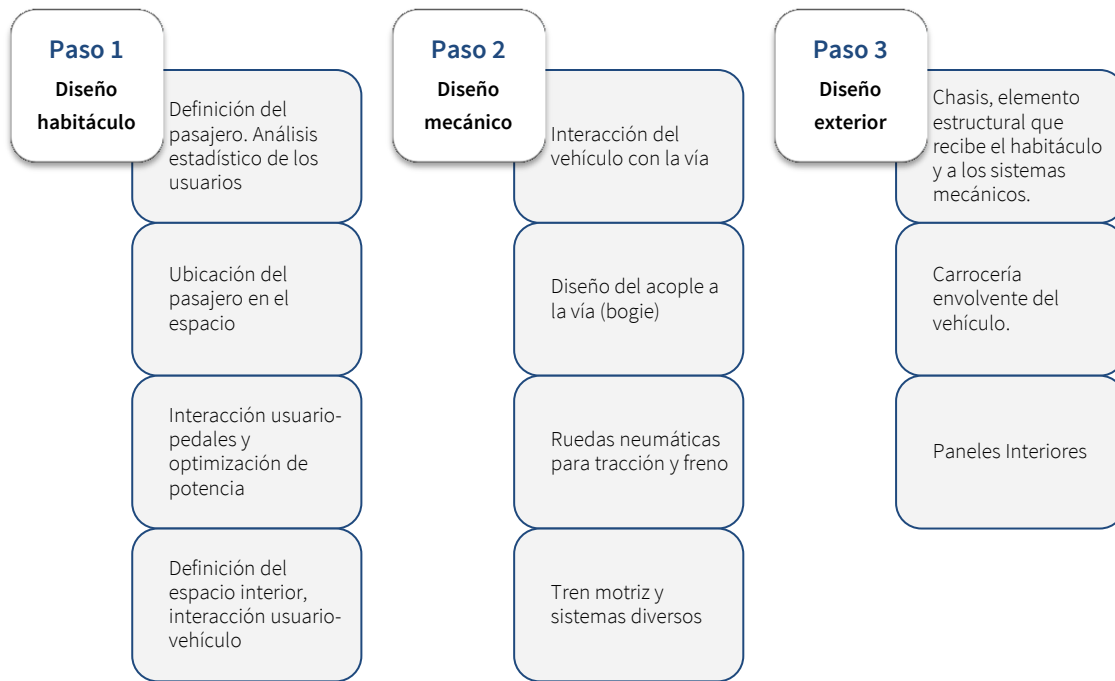 Paso 1
Diseño
habitáculo
Definición del
pasajero. Análisis
estadístico de los
usuarios
Ubicación del
pasajero en el
espacio
Interacción usuario-
pedales y
optimización de
potencia
Definición del
espacio interior,
interacción usuario-
vehículo
Paso 2
Diseño
mecánico
Interacción del
vehículo con la vía
Diseño del acople a
la vía (bogie)
Ruedas neumáticas
para tracción y freno
Tren motriz y
sistemas diversos
Paso 3
Diseño
exterior
Chasis, elemento
estructural que
recibe el habitáculo
y a los sistemas
mecánicos.
Carrocería
envolvente del
vehículo.
Paneles Interiores